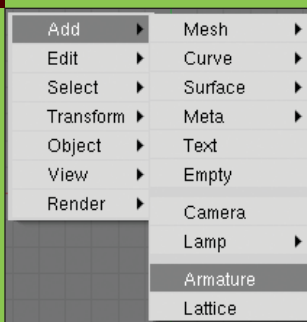 Add
Edit
Select
Transform
Object
View
Render
Mesh
Curve
Surface
Meta
Text
Empty
Camera
Lamp
Armature
Lattice